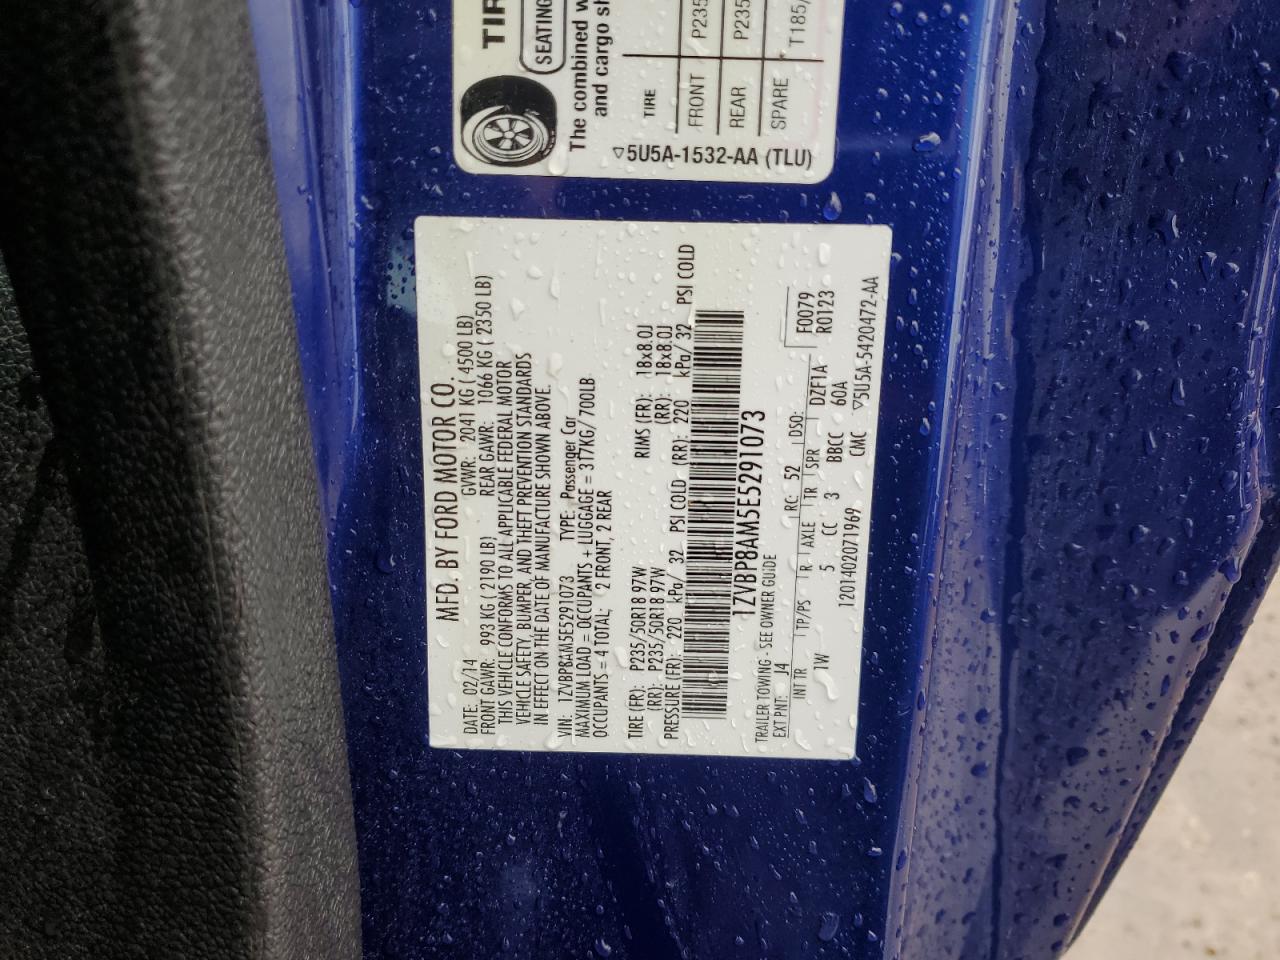 MFD. BY FORD MOTOR CO.
DATE: 02/14 GVWR: 2041 KG ( 4500 LB)
FRONT GAWR: 993 KG ( 2190 LB) REAR GAWR: 1066 KG ( 2350 LB)
THIS VEHICLE CONFORMS TO ALL APPLICABLE FEDERAL MOTOR
VEHICLE SAFETY, BUMPER, AND THEFT PREVENTION STANDARDS
IN EFFECT ON THE DATE OF MANUFACTURE SHOWN ABOVE.
VIN: 1ZVBP8AM5E5291073 TYPE: Passenger Car
MAXIMUM LOAD = OCCUPANTS + LUGGAGE = 317KG/ 700LB
OCCUPANTS = 4 TOTAL: 2 FRONT, 2 REAR
TIRE (FR): P235/50R18 97W RIMS (FR): 18x8.0J
(RR): P235/50R18 97W (RR): 18x8.0J
PRESSURE (FR): 220 kPa/ 32 PSI COLD (RR): 220 kPa/ 32 PSI COLD
1ZVBP8AM5E5291073
TRAILER TOWING - SEE OWNER GUIDE
EXT PNT: J4 RC: 52 DSO: F0079
INT TR TP/PS R AXLE TR SPR DZF1A R0123
1W 5 CC 3 BBCC 60A
1201402071969 CMC ▽5U5A-5420472-AA
TIR
SEATING
The combined w
and cargo sh
TIRE
FRONT P235
REAR P235
SPARE T185/
▽5U5A-1532-AA (TLU)